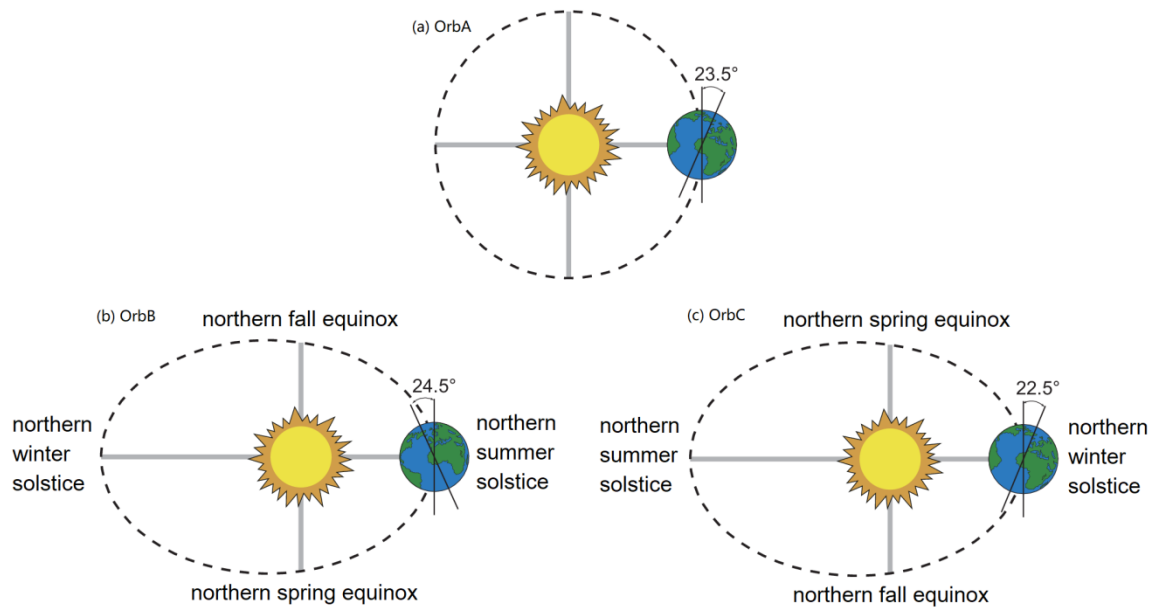 (a) OrbA
23.5°
(b) OrbB
northern fall equinox
24.5°
northern
winter
solstice
northern
summer
solstice
northern spring equinox
(c) OrbC
northern spring equinox
22.5°
northern
summer
solstice
northern
winter
solstice
northern fall equinox